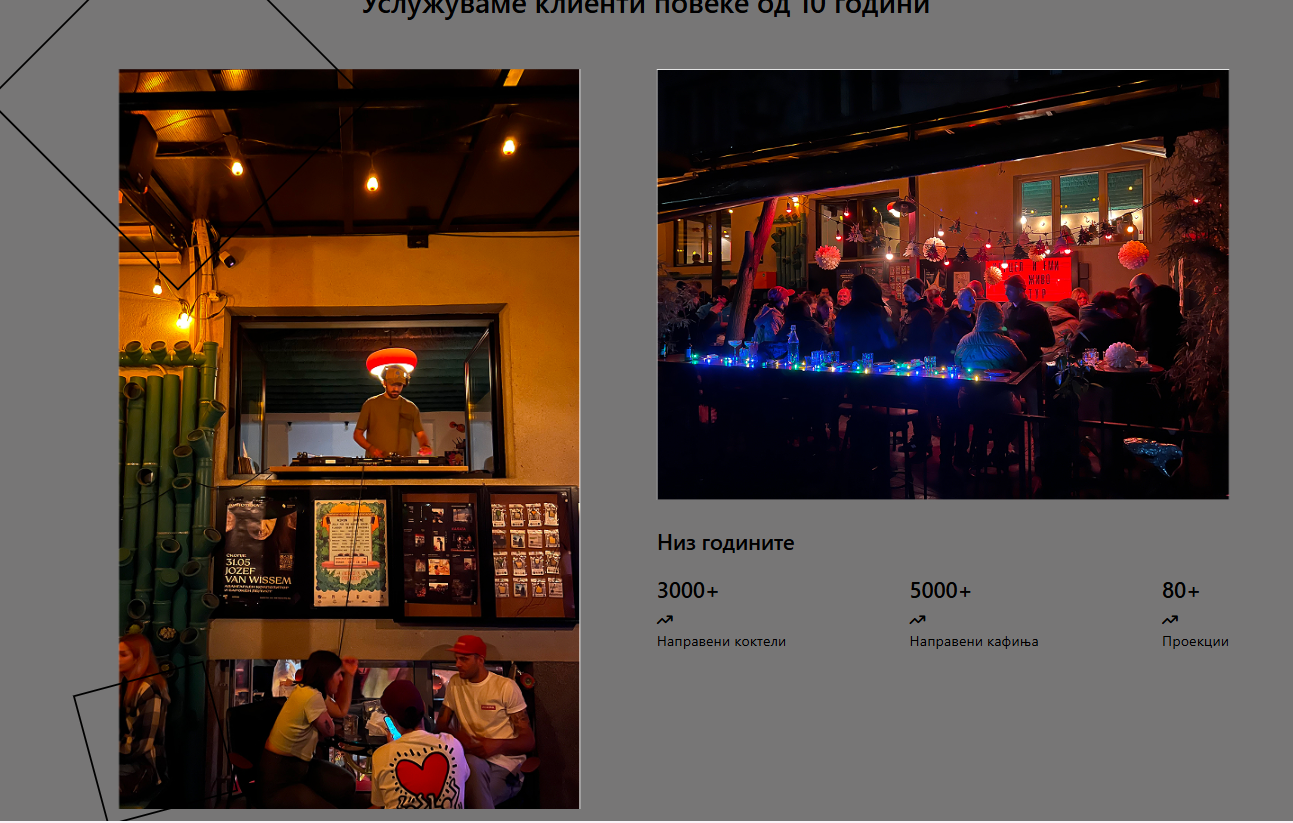 Услужуваме клиенти повеќе од 10 години
СКОПЈЕ
31.05
JOZEF
VAN WISSEM
Низ годините
3000+ 5000+ 80+
Направени коктели Направени кафиња Проекции